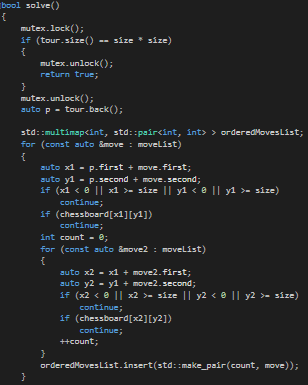 bool solve()
{
    mutex.lock();
    if (tour.size() == size * size)
    {
        mutex.unlock();
        return true;
    }
    mutex.unlock();
    auto p = tour.back();

    std::multimap<int, std::pair<int, int> > orderedMovesList;
    for (const auto &move : moveList)
    {
        auto x1 = p.first + move.first;
        auto y1 = p.second + move.second;
        if (x1 < 0 || x1 >= size || y1 < 0 || y1 >= size)
            continue;
        if (chessboard[x1][y1])
            continue;
        int count = 0;
        for (const auto &move2 : moveList)
        {
            auto x2 = x1 + move2.first;
            auto y2 = y1 + move2.second;
            if (x2 < 0 || x2 >= size || y2 < 0 || y2 >= size)
                continue;
            if (chessboard[x2][y2])
                continue;
            ++count;
        }
        orderedMovesList.insert(std::make_pair(count, move));
    }